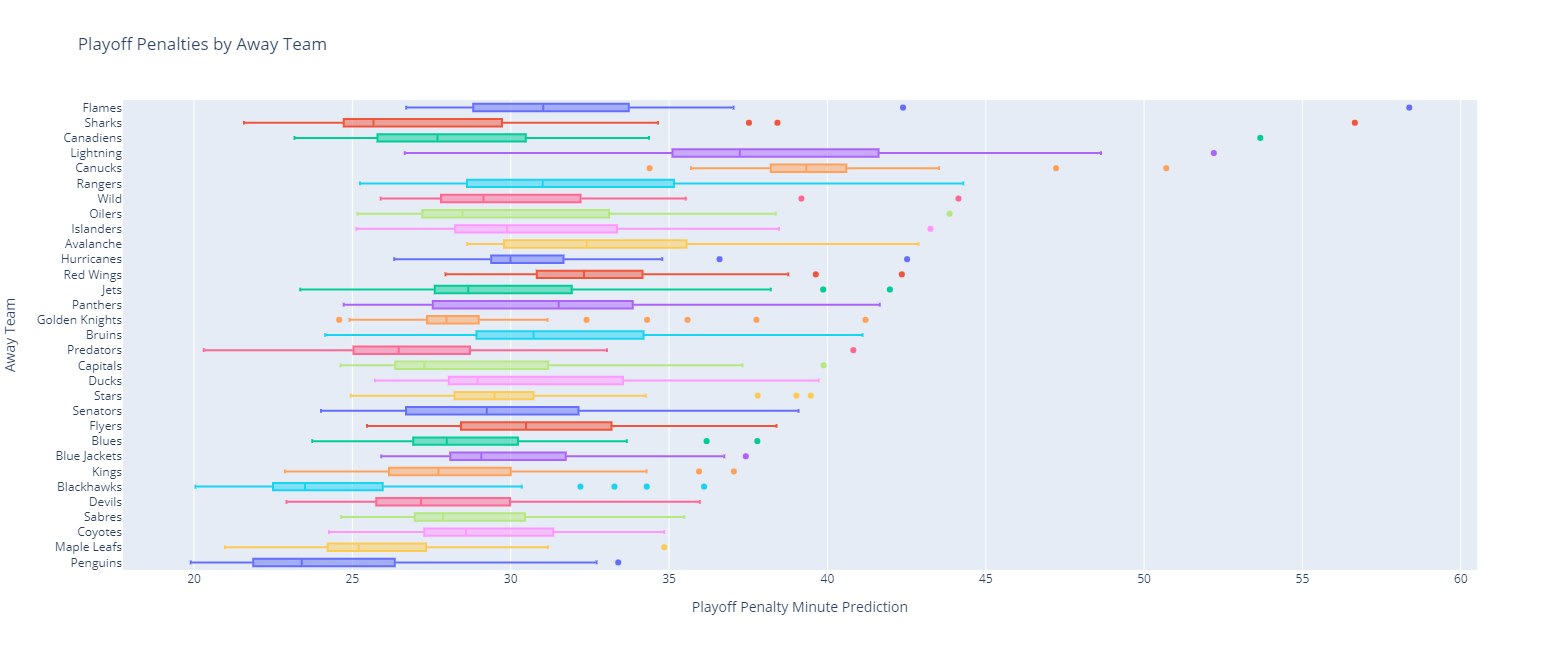 Playoff Penalties by Away Team
Flames
Sharks
Canadiens
Lightning
Canucks
Rangers
Wild
Oilers
Islanders
Avalanche
Hurricanes
Red Wings
Jets
Panthers
Golden Knights
Bruins
Predators
Capitals
Ducks
Stars
Senators
Flyers
Blues
Blue Jackets
Kings
Blackhawks
Devils
Sabres
Coyotes
Maple Leafs
Penguins
Away Team
20 25 30 35 40 45 50 55 60
Playoff Penalty Minute Prediction